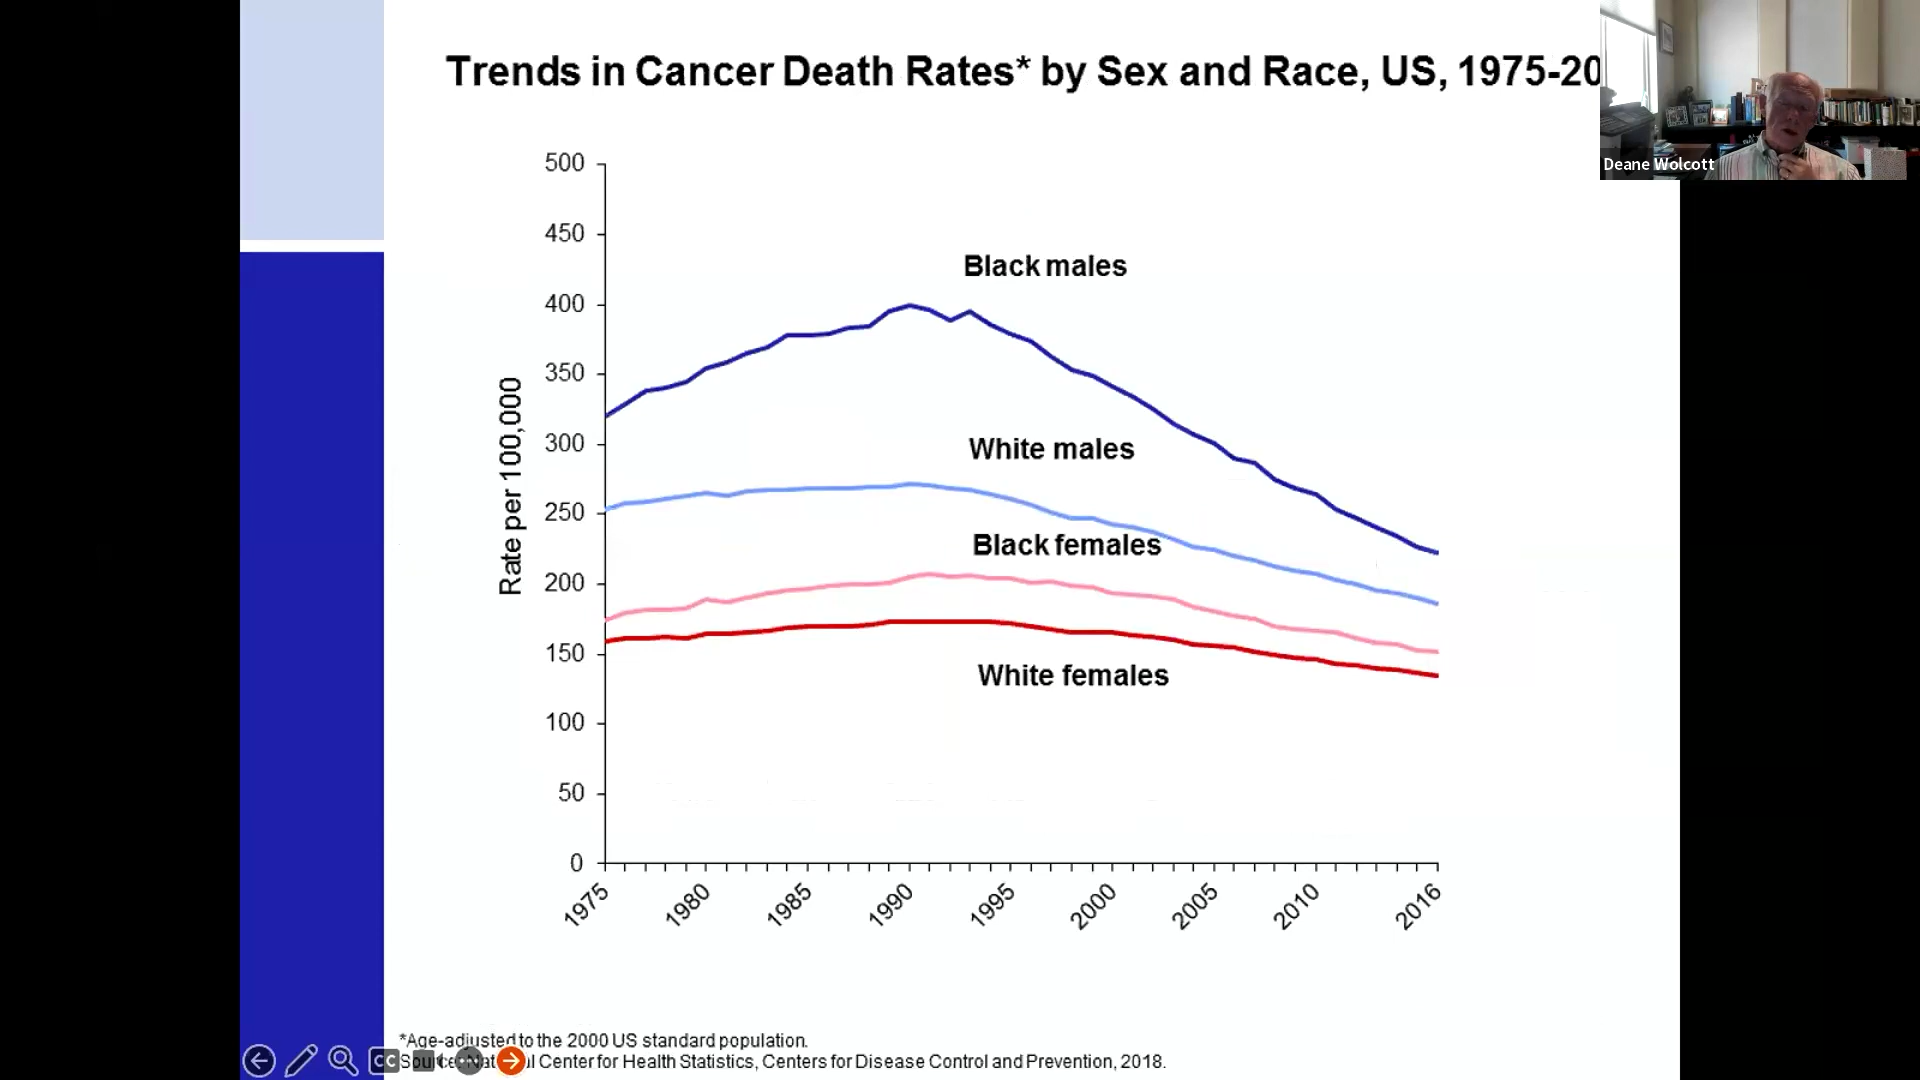 Trends in Cancer Death Rates* by Sex and Race, US, 1975-20
Deane Wolcott
500
450
400
350
300
250
200
150
100
50
0
Rate per 100,000
Black males
White males
Black females
White females
1975
1980
1985
1990
1995
2000
2005
2010
2016
*Age-adjusted to the 2000 US standard population.
CC
Center for Health Statistics, Centers for Disease Control and Prevention, 2018.